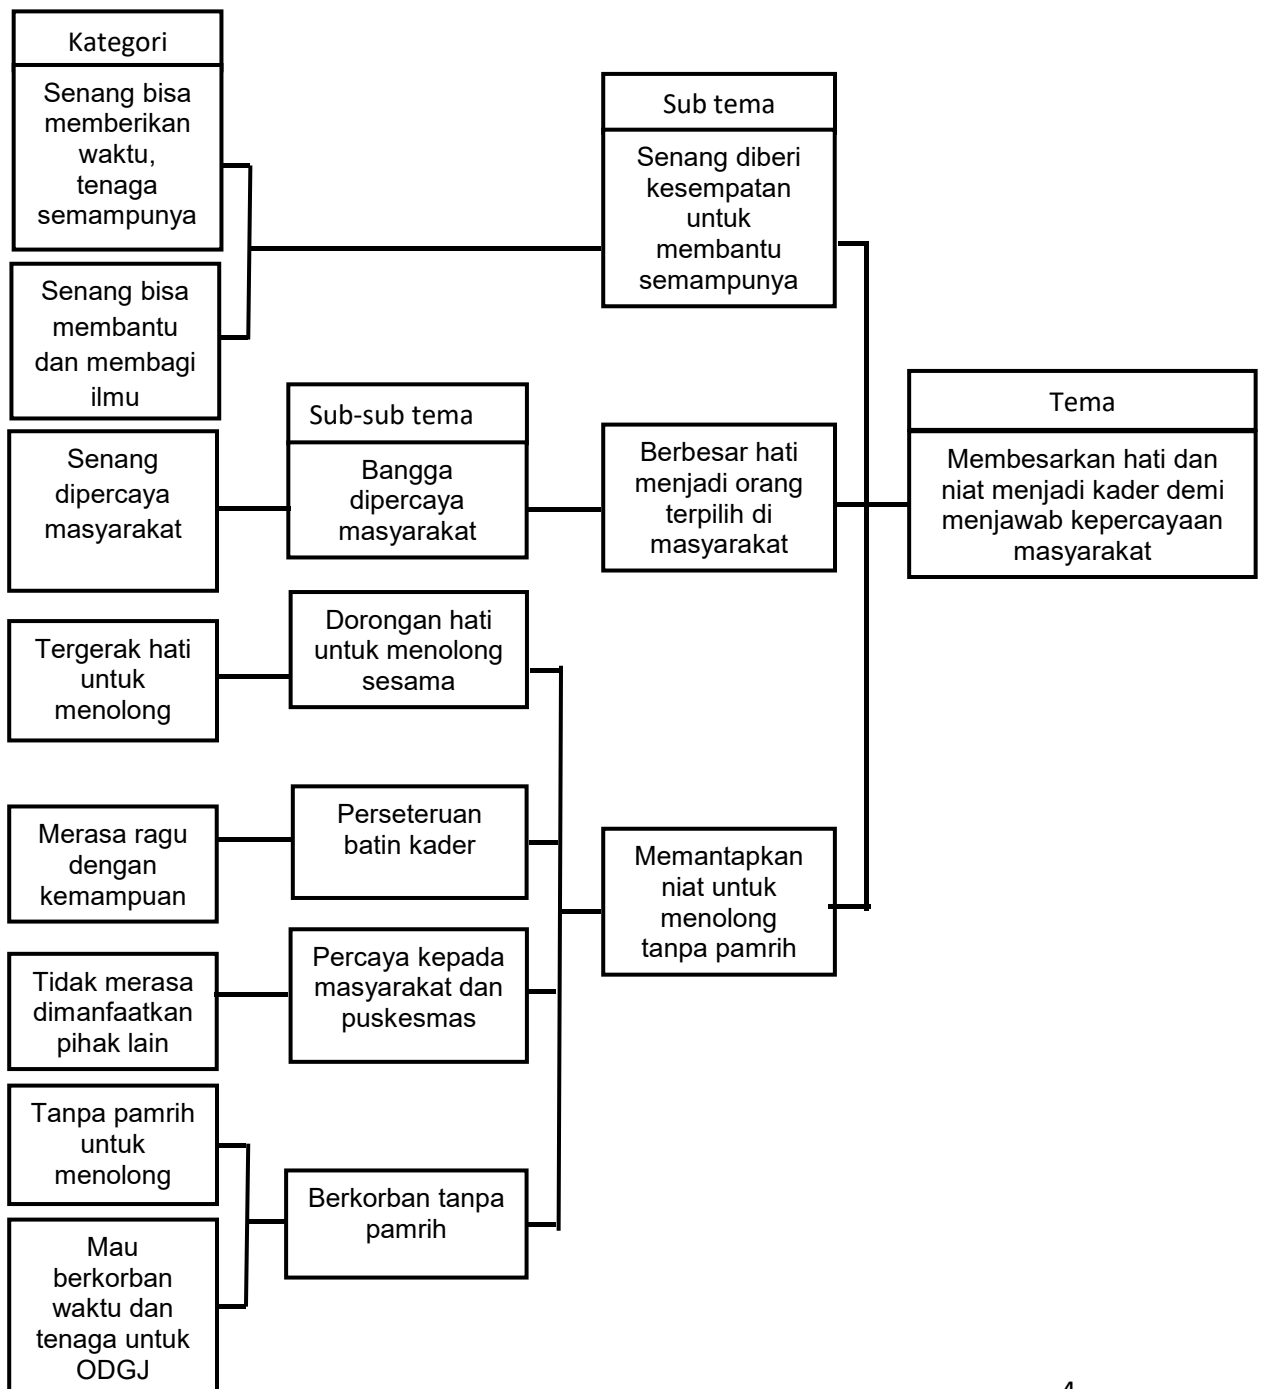 Kategori
Senang bisa
memberikan
waktu,
tenaga
semampunya
Senang bisa
membantu
dan membagi
ilmu
Senang
dipercaya
masyarakat
Tergerak hati
untuk
menolong
Merasa ragu
dengan
kemampuan
Tidak merasa
dimanfaatkan
pihak lain
Tanpa pamrih
untuk
menolong
Mau
berkorban
waktu dan
tenaga untuk
ODGJ
Sub-sub tema
Bangga
dipercaya
masyarakat
Dorongan hati
untuk menolong
sesama
Perseteruan
batin kader
Percaya kepada
masyarakat dan
puskesmas
Berkorban tanpa
pamrih
Sub tema
Senang diberi
kesempatan
untuk
membantu
semampunya
Berbesar hati
menjadi orang
terpilih di
masyarakat
Memantapkan
niat untuk
menolong
tanpa pamrih
Tema
Membesarkan hati dan
niat menjadi kader demi
menjawab kepercayaan
masyarakat